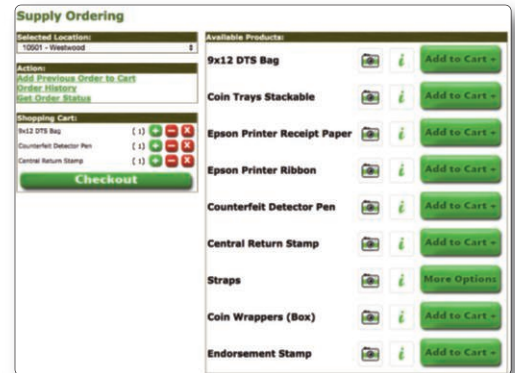 Supply Ordering
Selected Location:
10501 - Westwood
Action:
Add Previous Order to Cart
Order History
Get Order Status
Shopping Cart:
9x12 DTS Bag [ 1]
Counterfeit Detector Pen [ 1]
Central Return Stamp [ 1]
Checkout
Available Products:
9x12 DTS Bag i Add to Cart +
Coin Trays Stackable i Add to Cart +
Epson Printer Receipt Paper i Add to Cart +
Epson Printer Ribbon i Add to Cart +
Counterfeit Detector Pen i Add to Cart +
Central Return Stamp i Add to Cart +
Straps i More Options
Coin Wrappers (Box) i Add to Cart +
Endorsement Stamp i Add to Cart +